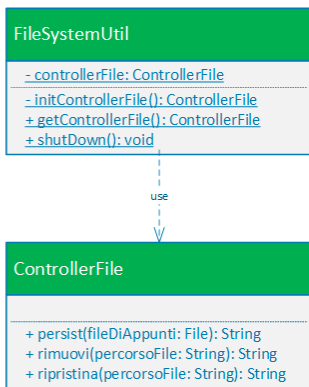 FileSystemUtil
- controllerFile: ControllerFile
- initControllerFile(): ControllerFile
+ getControllerFile(): ControllerFile
+ shutDown(): void
use
ControllerFile
+ persist(fileDiAppunti: File): String
+ rimuovi(percorsoFile: String): String
+ ripristina(percorsoFile: String): String